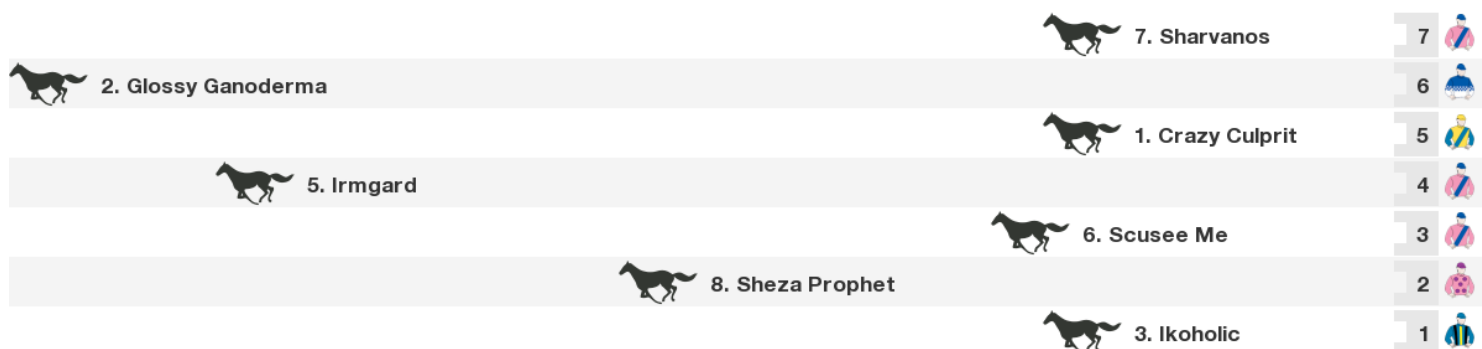 7. Sharvanos 7
2. Glossy Ganoderma 6
1. Crazy Culprit 5
5. Irmgard 4
6. Scusee Me 3
8. Sheza Prophet 2
3. Ikoholic 1